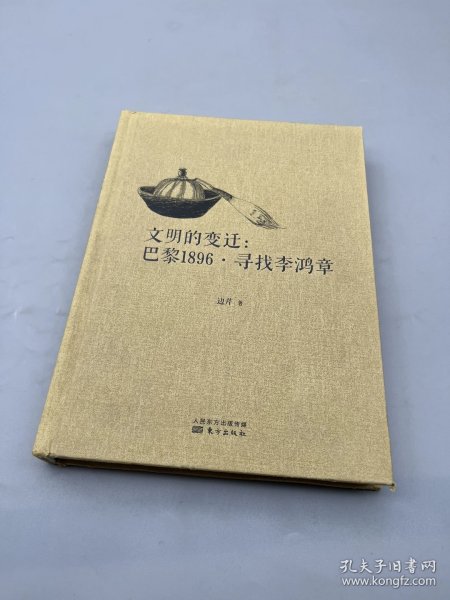 文明的变迁：
巴黎1896·寻找李鸿章
边芹 著
人民东方出版传媒
东方出版社
孔夫子旧书网
www.kongfz.com